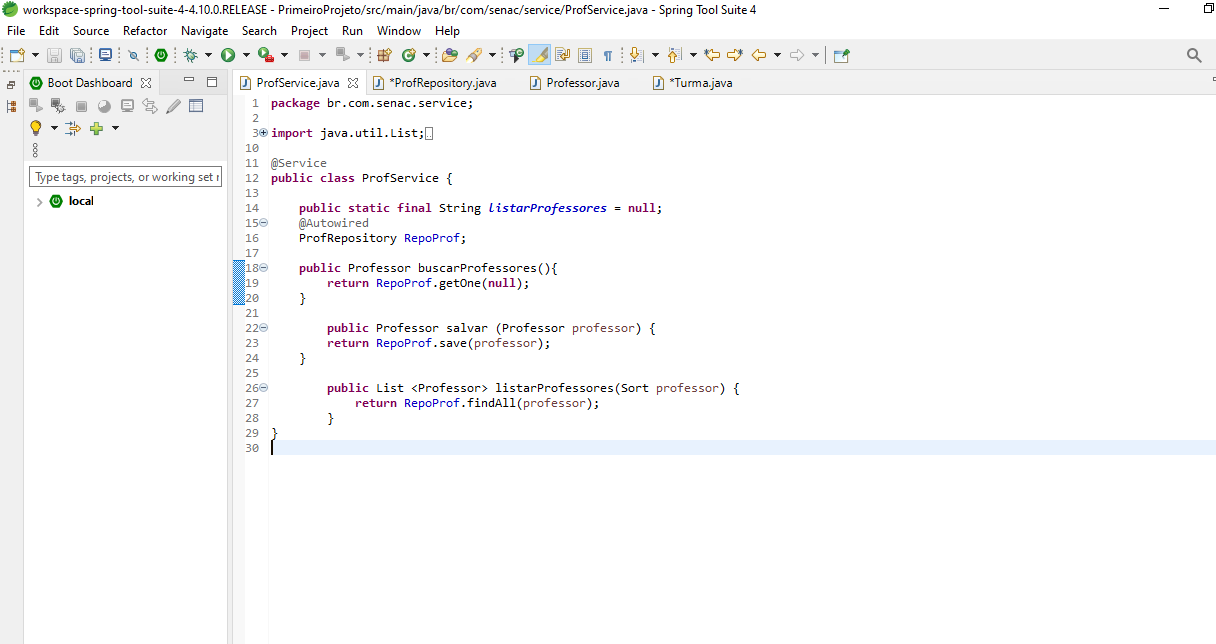 workspace-spring-tool-suite-4-4.10.0.RELEASE - PrimeiroProjeto/src/main/java/br/com/senac/service/ProfService.java - Spring Tool Suite 4
File Edit Source Refactor Navigate Search Project Run Window Help
Boot Dashboard
ProfService.java *ProfRepository.java Professor.java *Turma.java
Type tags, projects, or working set r
local
1 package br.com.senac.service;
2
3 import java.util.List;
10
11 @Service
12 public class ProfService {
13
14 public static final String listarProfessores = null;
15 @Autowired
16 ProfRepository RepoProf;
17
18 public Professor buscarProfessores(){
19 return RepoProf.getOne(null);
20 }
21
22 public Professor salvar (Professor professor) {
23 return RepoProf.save(professor);
24 }
25
26 public List <Professor> listarProfessores(Sort professor) {
27 return RepoProf.findAll(professor);
28 }
29 }
30